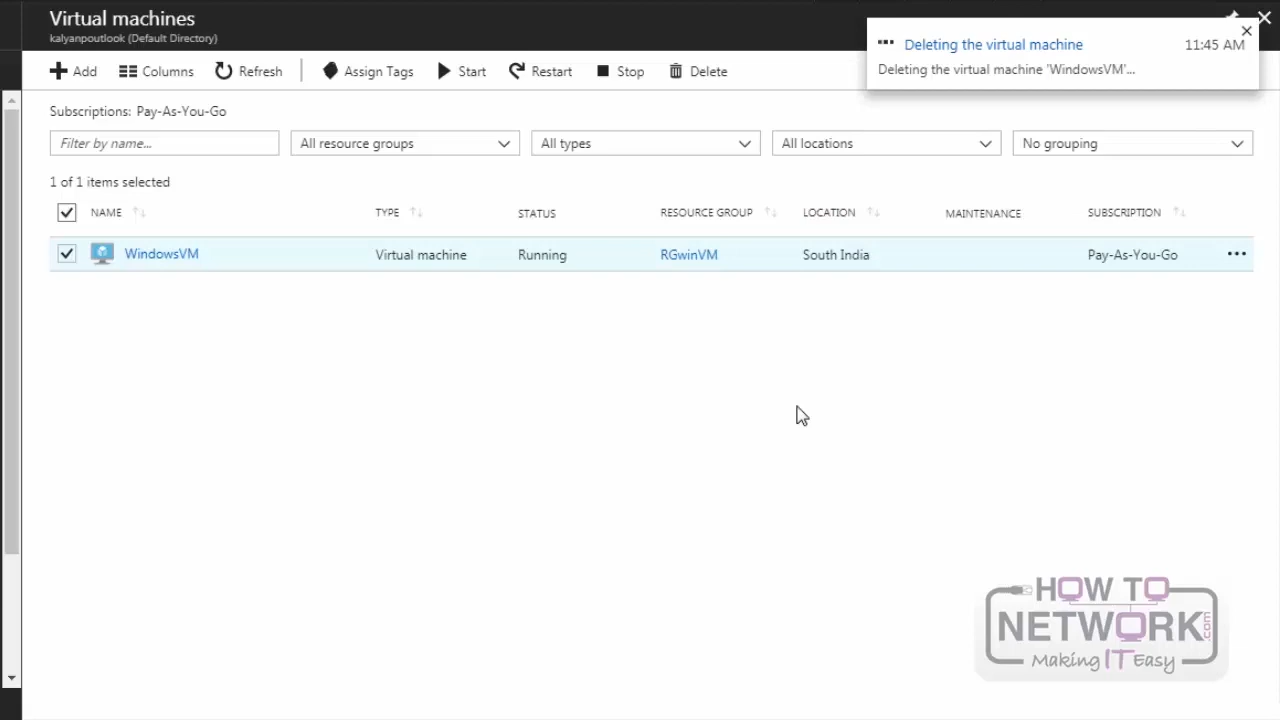 Virtual machines
kalyanpoutlook (Default Directory)
Deleting the virtual machine 11:45 AM
Deleting the virtual machine 'WindowsVM'...
Add Columns Refresh Assign Tags Start Restart Stop Delete
Subscriptions: Pay-As-You-Go
Filter by name... All resource groups All types All locations No grouping
1 of 1 items selected
NAME TYPE STATUS RESOURCE GROUP LOCATION MAINTENANCE SUBSCRIPTION
WindowsVM Virtual machine Running RGwinVM South India Pay-As-You-Go
HOW TO
NETWORK.com
Making IT Easy